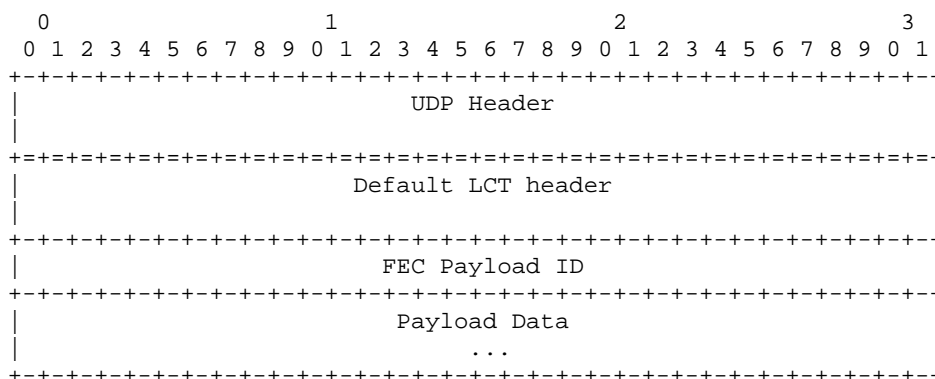 0                   1                   2                   3
0 1 2 3 4 5 6 7 8 9 0 1 2 3 4 5 6 7 8 9 0 1 2 3 4 5 6 7 8 9 0 1
+-+-+-+-+-+-+-+-+-+-+-+-+-+-+-+-+-+-+-+-+-+-+-+-+-+-+-+-+-+-+-+-
| UDP Header
|
+=+=+=+=+=+=+=+=+=+=+=+=+=+=+=+=+=+=+=+=+=+=+=+=+=+=+=+=+=+=+=+=-
| Default LCT header
|
+-+-+-+-+-+-+-+-+-+-+-+-+-+-+-+-+-+-+-+-+-+-+-+-+-+-+-+-+-+-+-+-
| FEC Payload ID
+-+-+-+-+-+-+-+-+-+-+-+-+-+-+-+-+-+-+-+-+-+-+-+-+-+-+-+-+-+-+-+-
| Payload Data
| ...
+-+-+-+-+-+-+-+-+-+-+-+-+-+-+-+-+-+-+-+-+-+-+-+-+-+-+-+-+-+-+-+-